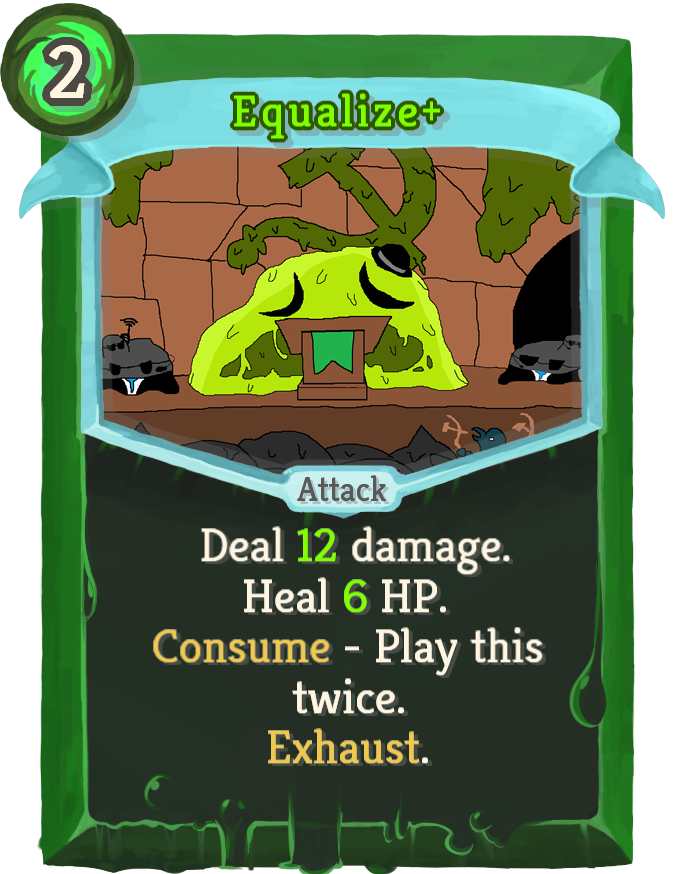 2
Equalize+
Attack
Deal 12 damage.
Heal 6 HP.
Consume - Play this
twice.
Exhaust.